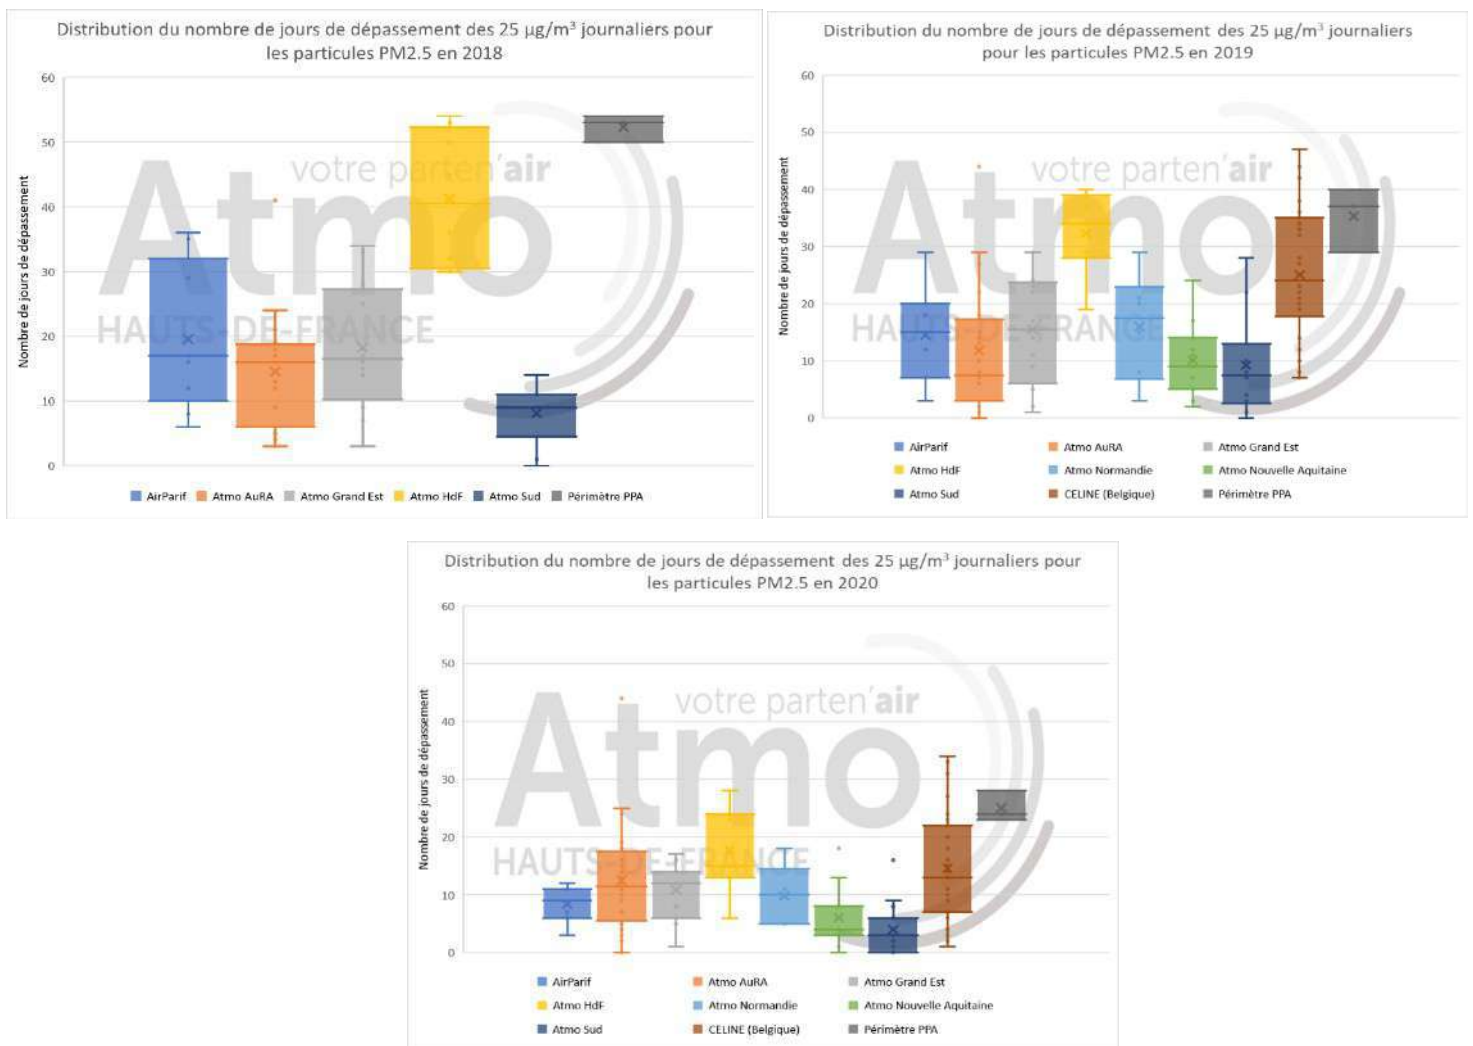 Distribution du nombre de jours de dépassement des 25 µg/m³ journaliers pour
les particules PM2.5 en 2018
Nombre de jours de dépassement
60
50
40
30
20
10
0
votre parten'air
Atmo
HAUTS-DE-FRANCE
AirParif Atmo AuRA Atmo Grand Est Atmo HdF Atmo Sud Périmètre PPA
Distribution du nombre de jours de dépassement des 25 µg/m³ journaliers
pour les particules PM2.5 en 2019
Nombre de jours de dépassement
60
50
40
30
20
10
0
votre parten'air
Atmo
HAUTS-DE-FRANCE
AirParif Atmo AuRA Atmo Grand Est
Atmo HdF Atmo Normandie Atmo Nouvelle Aquitaine
Atmo Sud CELINE (Belgique) Périmètre PPA
Distribution du nombre de jours de dépassement des 25 µg/m³ journaliers pour
les particules PM2.5 en 2020
Nombre de jours de dépassement
60
50
40
30
20
10
0
votre parten'air
Atmo
HAUTS-DE-FRANCE
AirParif Atmo AuRA Atmo Grand Est
Atmo HdF Atmo Normandie Atmo Nouvelle Aquitaine
Atmo Sud CELINE (Belgique) Périmètre PPA